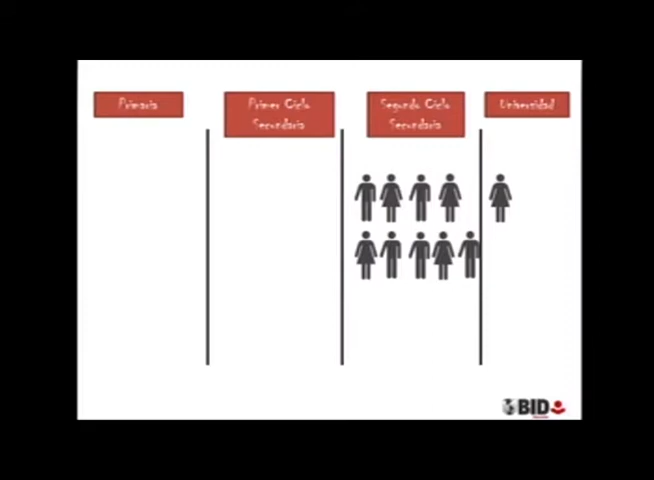 Primaria
Primer Ciclo
Secundaria
Segundo Ciclo
Secundaria
Universidad
BID